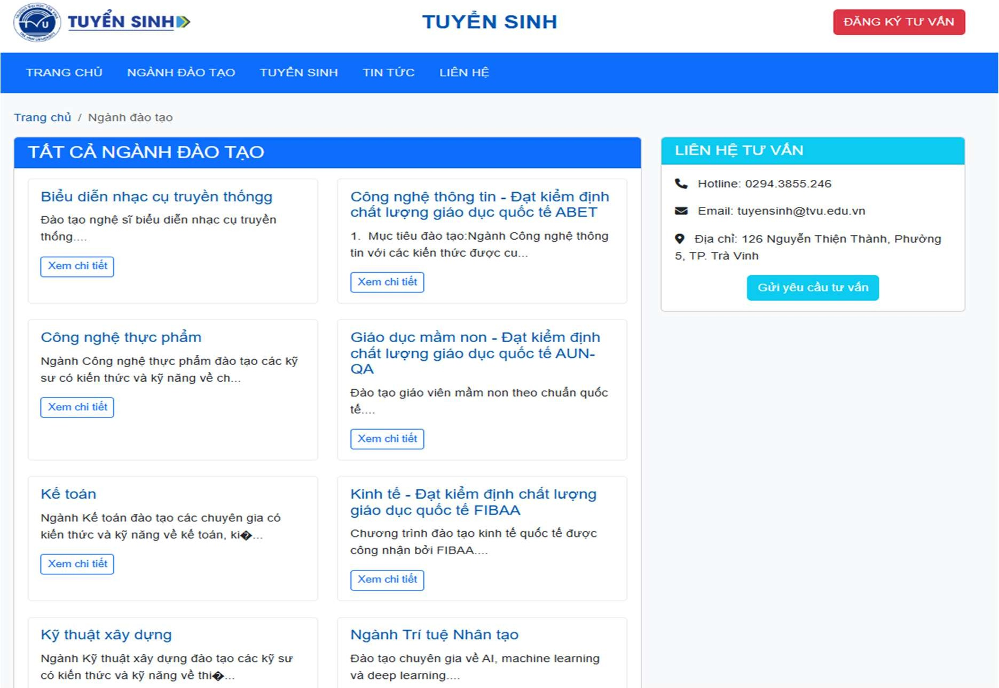 TRƯỜNG ĐẠI HỌC TRÀ VINH
TVU
TRA VINH UNIVERSITY
TUYỂN SINH
TUYỂN SINH
ĐĂNG KÝ TƯ VẤN
TRANG CHỦ NGÀNH ĐÀO TẠO TUYỂN SINH TIN TỨC LIÊN HỆ
Trang chủ / Ngành đào tạo
TẤT CẢ NGÀNH ĐÀO TẠO
Biểu diễn nhạc cụ truyền thốngg
Đào tạo nghệ sĩ biểu diễn nhạc cụ truyền
thống....
Xem chi tiết
Công nghệ thông tin - Đạt kiểm định
chất lượng giáo dục quốc tế ABET
1. Mục tiêu đào tạo:Ngành Công nghệ thông
tin với các kiến thức được cu...
Xem chi tiết
Công nghệ thực phẩm
Ngành Công nghệ thực phẩm đào tạo các kỹ
sư có kiến thức và kỹ năng về ch...
Xem chi tiết
Giáo dục mầm non - Đạt kiểm định
chất lượng giáo dục quốc tế AUN-
QA
Đào tạo giáo viên mầm non theo chuẩn quốc
tế....
Xem chi tiết
Kế toán
Ngành Kế toán đào tạo các chuyên gia có
kiến thức và kỹ năng về kế toán, ki�...
Xem chi tiết
Kinh tế - Đạt kiểm định chất lượng
giáo dục quốc tế FIBAA
Chương trình đào tạo kinh tế quốc tế được
công nhận bởi FIBAA....
Xem chi tiết
Kỹ thuật xây dựng
Ngành Kỹ thuật xây dựng đào tạo các kỹ sư
có kiến thức và kỹ năng về thi�...
Ngành Trí tuệ Nhân tạo
Đào tạo chuyên gia về AI, machine learning
và deep learning....
LIÊN HỆ TƯ VẤN
Hotline: 0294.3855.246
Email: tuyensinh@tvu.edu.vn
Địa chỉ: 126 Nguyễn Thiện Thành, Phường
5, TP. Trà Vinh
Gửi yêu cầu tư vấn